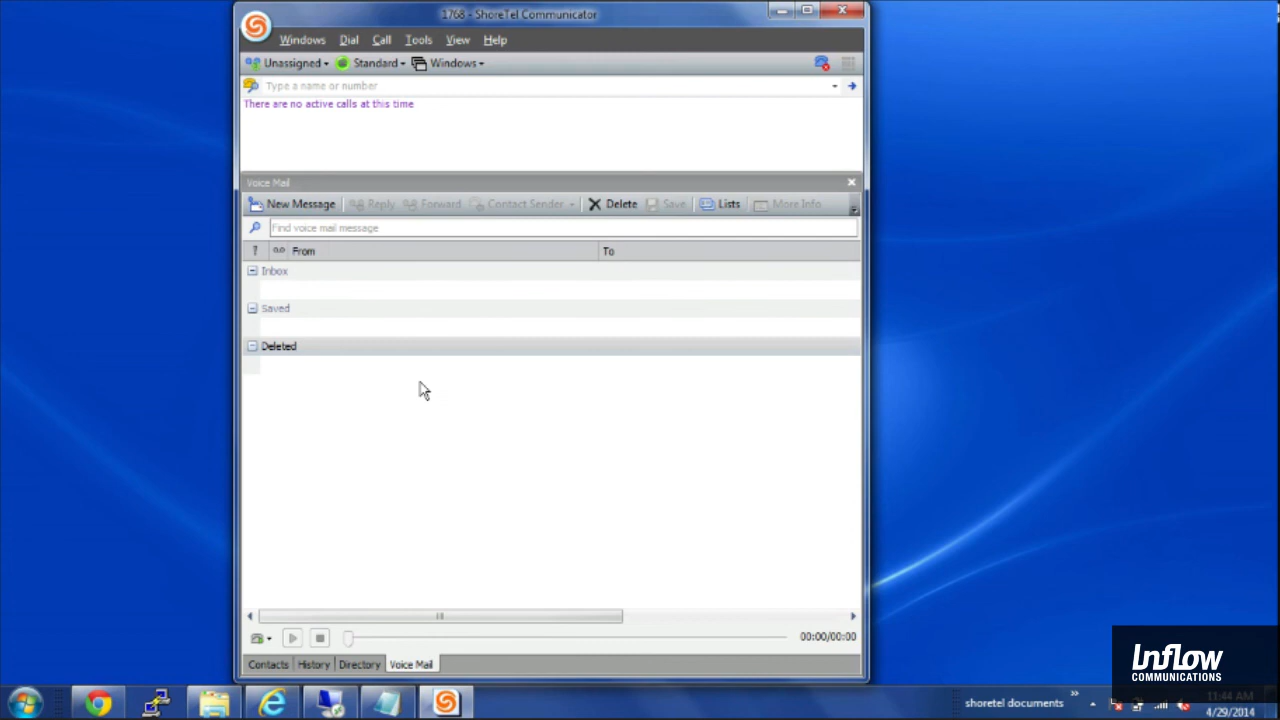 1768 - ShoreTel Communicator
Windows Dial Call Tools View Help
Unassigned Standard Windows
Type a name or number
There are no active calls at this time
Voice Mail
New Message Reply Forward Contact Sender Delete Save Lists More Info
Find voice mail message
! From To
Inbox
Saved
Deleted
00:00/00:00
Contacts History Directory Voice Mail
Inflow
COMMUNICATIONS
shoretel documents
11:44 AM
4/29/2014